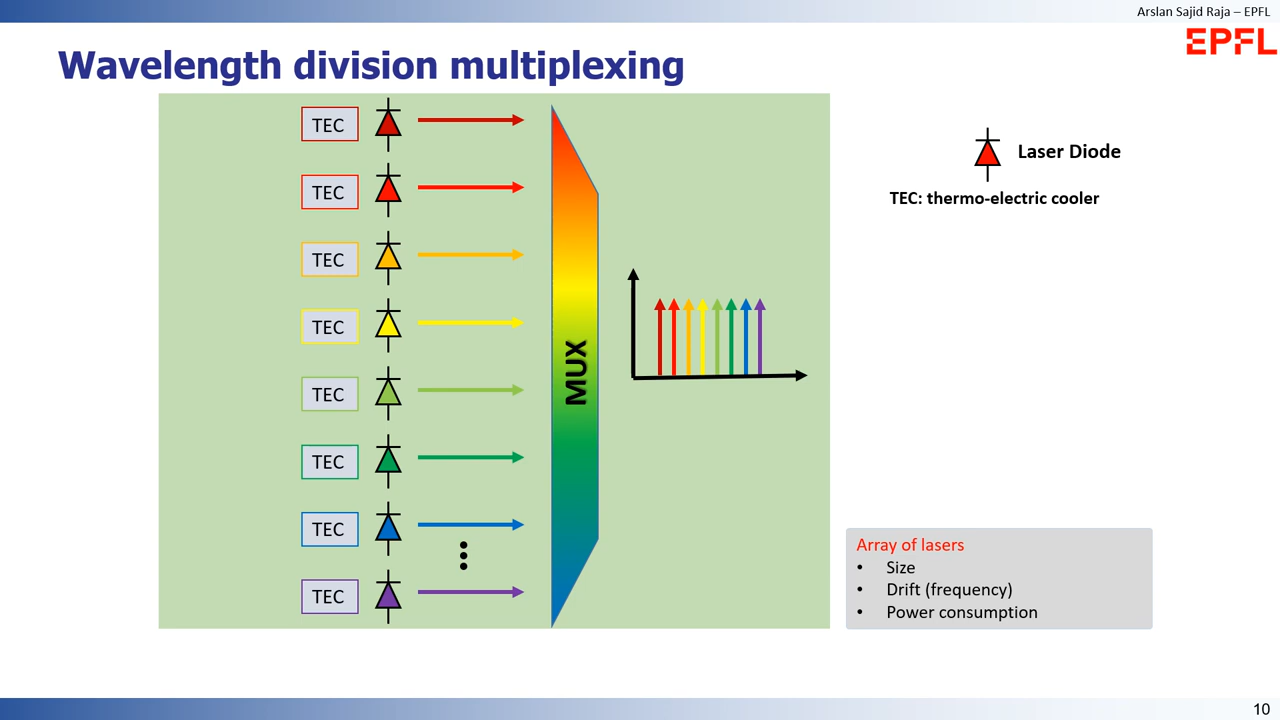 Arslan Sajid Raja – EPFL
EPFL
Wavelength division multiplexing
TEC
TEC
TEC
TEC
TEC
TEC
TEC
TEC
MUX
Laser Diode
TEC: thermo-electric cooler
Array of lasers
• Size
• Drift (frequency)
• Power consumption
10